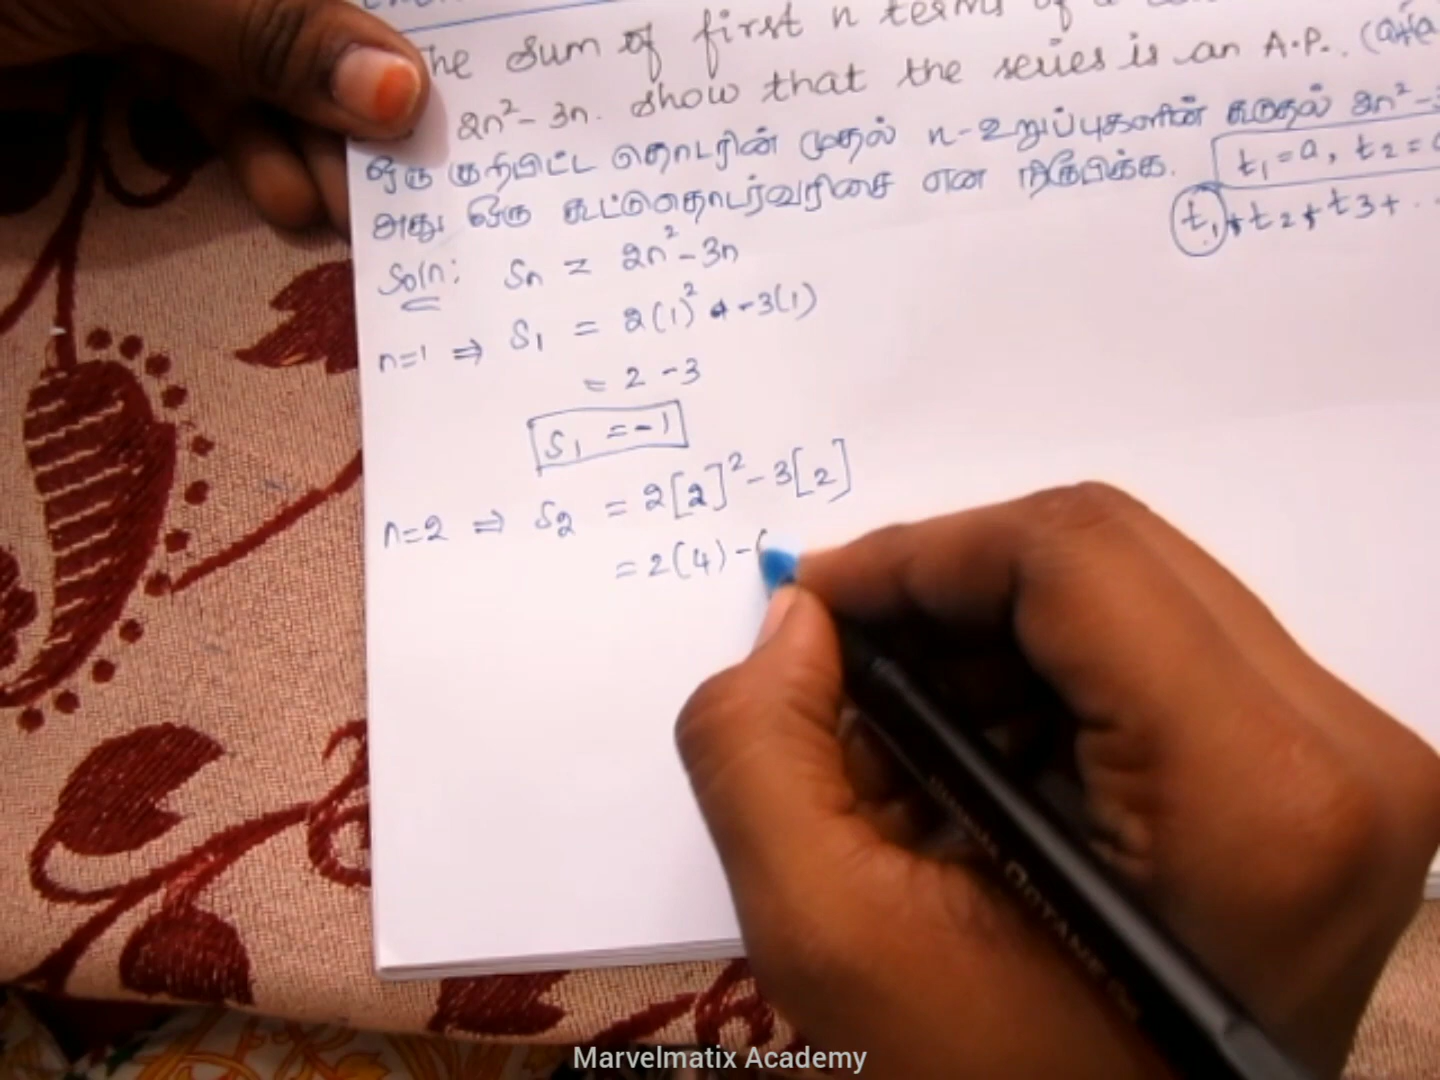 The sum of first n terms of a
2n² - 3n. Show that the series is an A.P.
ஒரு குறிப்பிட்ட தொடரின் முதல் n-உறுப்புகளின் கூடுதல் 2n² -
அது ஒரு கூட்டுத்தொடர்வரிசை என நிரூபிக்க.
t₁ = a, t₂ =
t₁ + t₂ + t₃ + ..
Soln: Sₙ = 2n² - 3n
n=1 ⇒ S₁ = 2(1)² - 3(1)
= 2 - 3
S₁ = -1
n=2 ⇒ S₂ = 2[2]² - 3[2]
= 2(4) -
Marvelmatix Academy